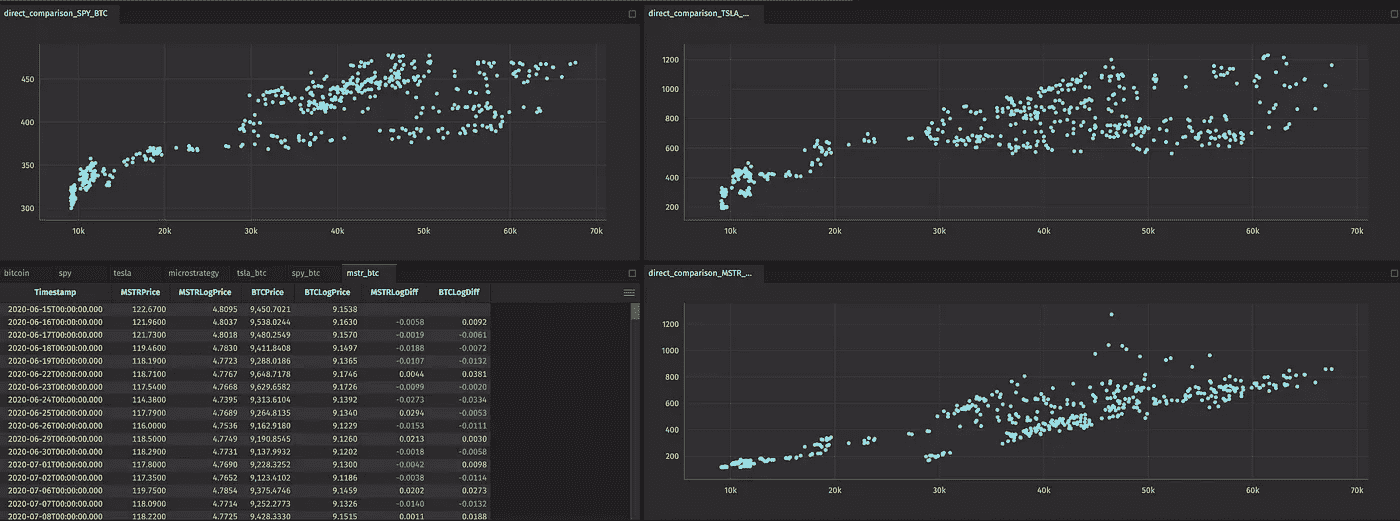 direct_comparison_SPY_BTC
450
400
350
300
10k 20k 30k 40k 50k 60k 70k
direct_comparison_TSLA_...
1200
1000
800
600
400
200
10k 20k 30k 40k 50k 60k 70k
bitcoin spy tesla microstrategy tsla_btc spy_btc mstr_btc
Timestamp MSTRPrice MSTRLogPrice BTCPrice BTCLogPrice MSTRLogDiff BTCLogDiff
2020-06-15T00:00:00.000 122.6700 4.8095 9,450.7021 9.1538
2020-06-16T00:00:00.000 121.9600 4.8037 9,538.0244 9.1630 -0.0058 0.0092
2020-06-17T00:00:00.000 121.7300 4.8018 9,480.2549 9.1570 -0.0019 -0.0061
2020-06-18T00:00:00.000 119.4600 4.7830 9,411.8408 9.1497 -0.0188 -0.0072
2020-06-19T00:00:00.000 118.1900 4.7723 9,288.0186 9.1365 -0.0107 -0.0132
2020-06-22T00:00:00.000 118.7100 4.7767 9,648.7178 9.1746 0.0044 0.0381
2020-06-23T00:00:00.000 117.5400 4.7668 9,629.6582 9.1726 -0.0099 -0.0020
2020-06-24T00:00:00.000 114.3800 4.7395 9,313.6104 9.1392 -0.0273 -0.0334
2020-06-25T00:00:00.000 117.7900 4.7689 9,264.8135 9.1340 0.0294 -0.0053
2020-06-26T00:00:00.000 116.0000 4.7536 9,162.9180 9.1229 -0.0153 -0.0111
2020-06-29T00:00:00.000 118.5000 4.7749 9,190.8545 9.1260 0.0213 0.0030
2020-06-30T00:00:00.000 118.2900 4.7731 9,137.9932 9.1202 -0.0018 -0.0058
2020-07-01T00:00:00.000 117.8000 4.7690 9,228.3252 9.1300 -0.0042 0.0098
2020-07-02T00:00:00.000 117.3500 4.7652 9,123.4102 9.1186 -0.0038 -0.0114
2020-07-06T00:00:00.000 119.7500 4.7854 9,375.4746 9.1459 0.0202 0.0273
2020-07-07T00:00:00.000 118.0900 4.7714 9,252.2773 9.1326 -0.0140 -0.0132
2020-07-08T00:00:00.000 118.2200 4.7725 9,428.3330 9.1515 0.0011 0.0188
direct_comparison_MSTR_...
1200
1000
800
600
400
200
10k 20k 30k 40k 50k 60k 70k